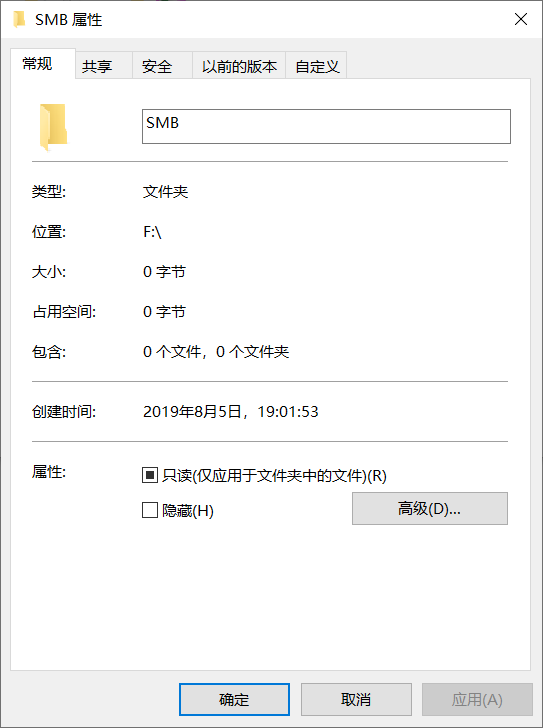 SMB 属性
常规 共享 安全 以前的版本 自定义
SMB
类型: 文件夹
位置: F:\
大小: 0 字节
占用空间: 0 字节
包含: 0 个文件，0 个文件夹
创建时间: 2019年8月5日，19:01:53
属性: 只读(仅应用于文件夹中的文件)(R)
隐藏(H) 高级(D)...
确定 取消 应用(A)